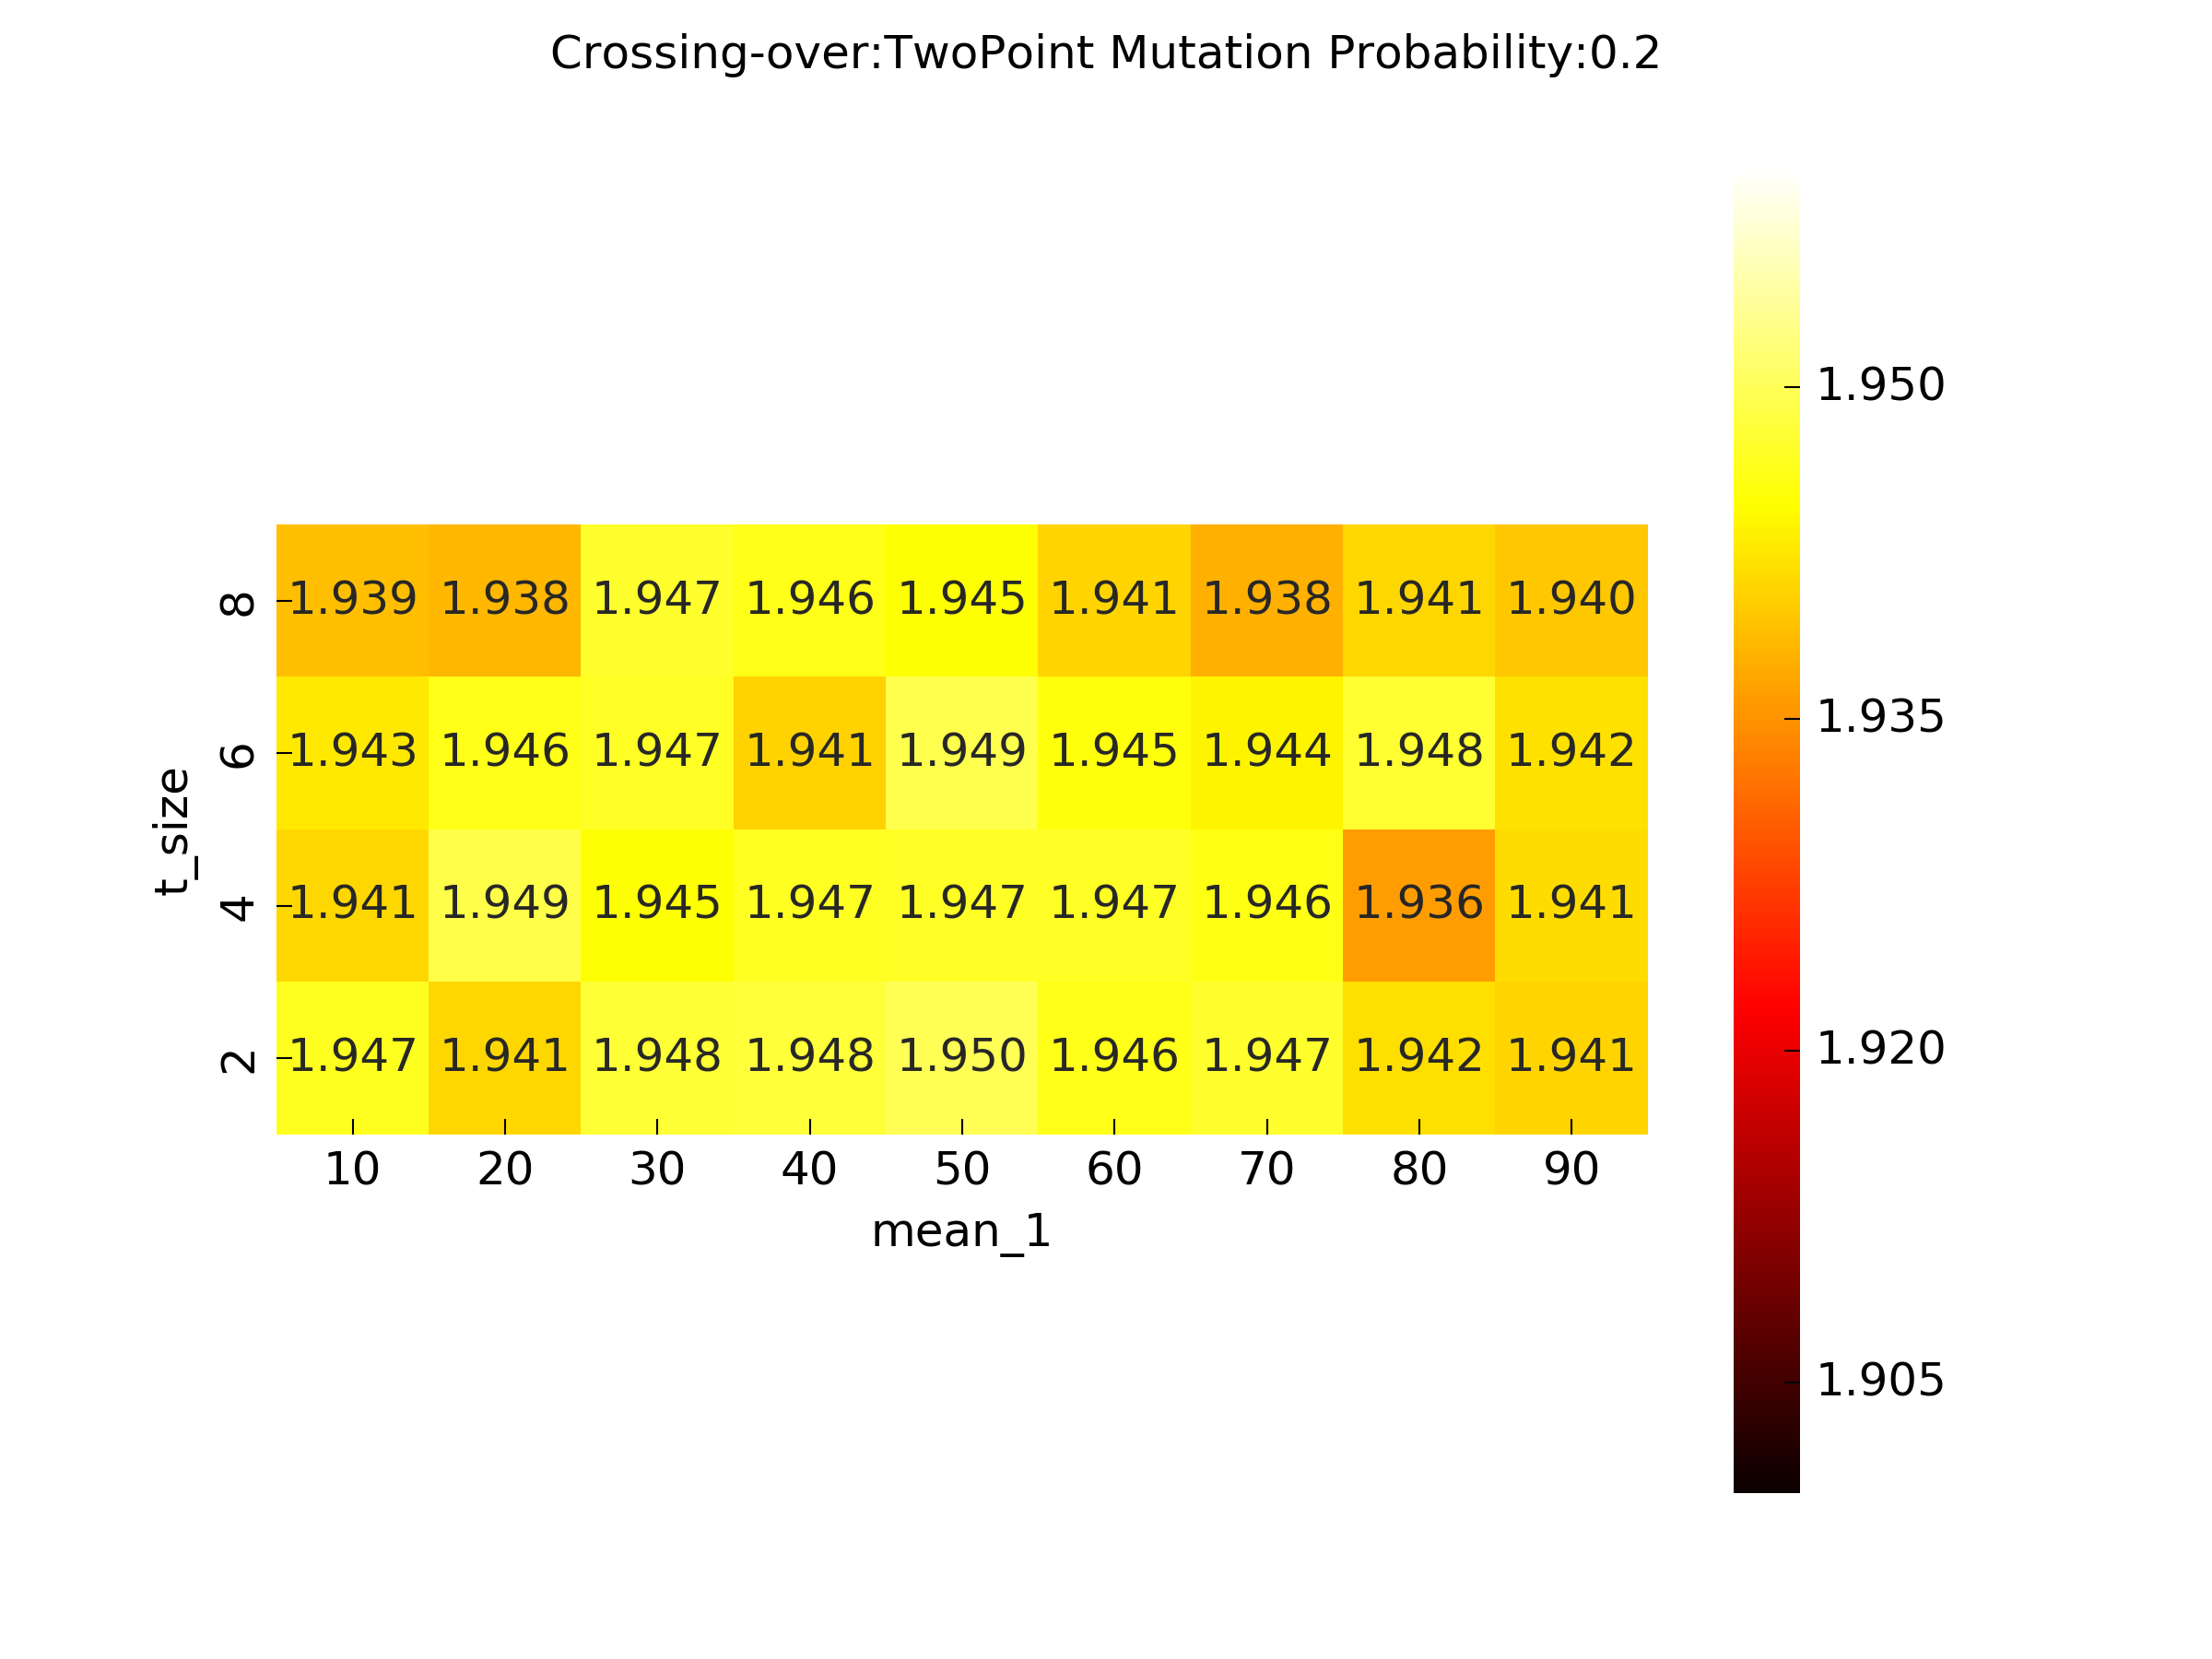 Crossing-over:TwoPoint Mutation Probability:0.2
8 1.939 1.938 1.947 1.946 1.945 1.941 1.938 1.941 1.940
6 1.943 1.946 1.947 1.941 1.949 1.945 1.944 1.948 1.942
4 1.941 1.949 1.945 1.947 1.947 1.947 1.946 1.936 1.941
2 1.947 1.941 1.948 1.948 1.950 1.946 1.947 1.942 1.941
10 20 30 40 50 60 70 80 90
mean_1
t_size
1.950
1.935
1.920
1.905